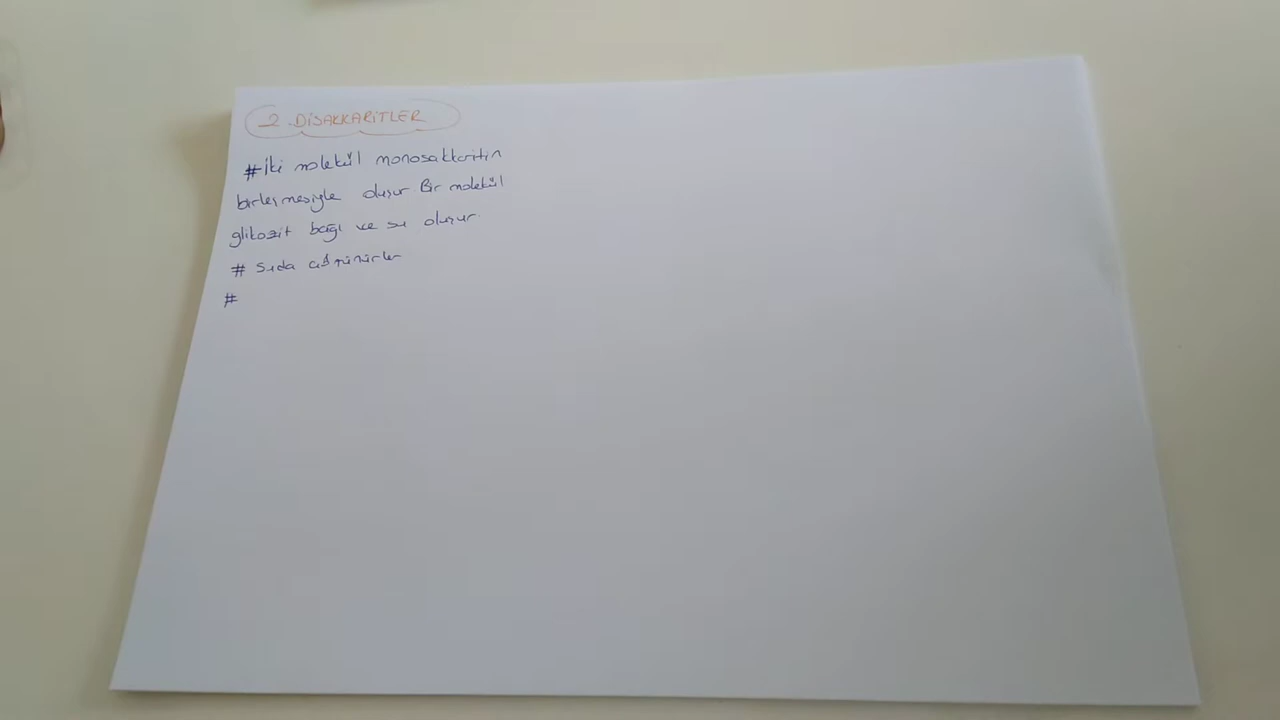 2 DİSAKKARİTLER
# İki molekül monosakkaritin
birleşmesiyle oluşur Bir molekül
glikozit bağı ve su oluşur.
# Suda çözünürler
#